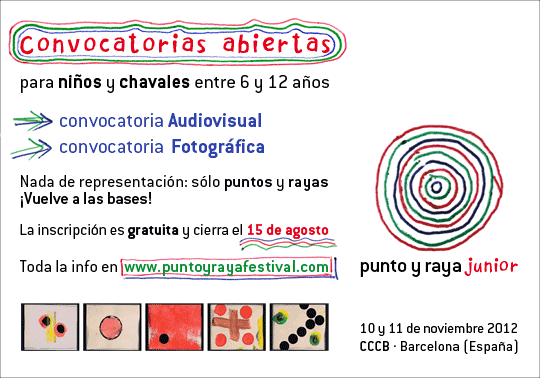 Convocatorias abiertas
para niños y chavales entre 6 y 12 años
convocatoria Audiovisual
convocatoria Fotográfica
Nada de representación: sólo puntos y rayas
¡Vuelve a las bases!
La inscripción es gratuita y cierra el 15 de agosto
Toda la info en www.puntoyrayafestival.com
punto y raya junior
10 y 11 de noviembre 2012
CCCB · Barcelona (España)